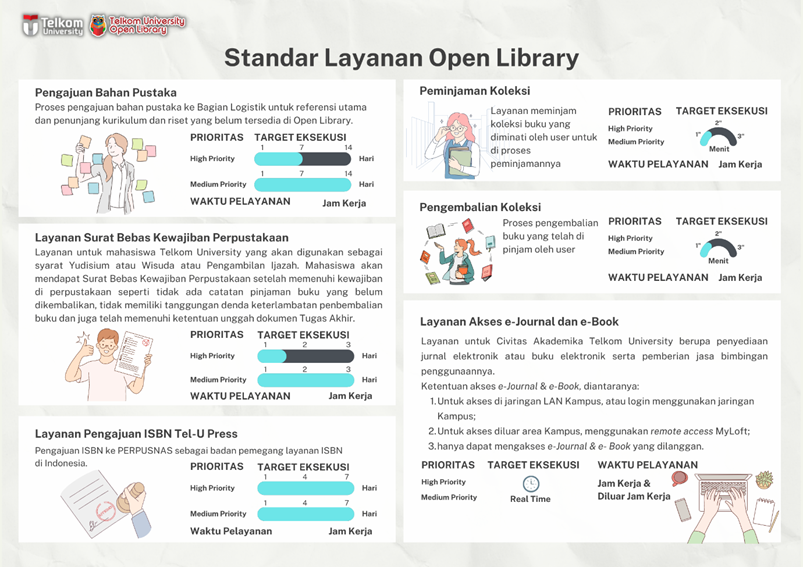 Telkom
University
Telkom University
Open Library
Standar Layanan Open Library
Pengajuan Bahan Pustaka
Proses pengajuan bahan pustaka ke Bagian Logistik untuk referensi utama
dan penunjang kurikulum dan riset yang belum tersedia di Open Library.
PRIORITAS TARGET EKSEKUSI
1 7 14
High Priority Hari
1 7 14
Medium Priority Hari
WAKTU PELAYANAN Jam Kerja
Layanan Surat Bebas Kewajiban Perpustakaan
Layanan untuk mahasiswa Telkom University yang akan digunakan sebagai
syarat Yudisium atau Wisuda atau Pengambilan Ijazah. Mahasiswa akan
mendapat Surat Bebas Kewajiban Perpustakaan setelah memenuhi kewajiban
di perpustakaan seperti tidak ada catatan pinjaman buku yang belum
dikembalikan, tidak memiliki tanggungan denda keterlambatan penbembalian
buku dan juga telah memenuhi ketentuan unggah dokumen Tugas Akhir.
PRIORITAS TARGET EKSEKUSI
1 2 3
High Priority Hari
1 2 3
Medium Priority Hari
WAKTU PELAYANAN Jam Kerja
Layanan Pengajuan ISBN Tel-U Press
Pengajuan ISBN ke PERPUSNAS sebagai badan pemegang layanan ISBN
di Indonesia.
PRIORITAS TARGET EKSEKUSI
1 4 7
High Priority Hari
1 4 7
Medium Priority Hari
Waktu Pelayanan Jam Kerja
Peminjaman Koleksi
Layanan meminjam
koleksi buku yang
diminati oleh user untuk
di proses
peminjamannya
PRIORITAS TARGET EKSEKUSI
High Priority
Medium Priority
1" 2" 3"
Menit
WAKTU PELAYANAN Jam Kerja
Pengembalian Koleksi
Proses pengembalian
buku yang telah di
pinjam oleh user
PRIORITAS TARGET EKSEKUSI
High Priority
Medium Priority
1" 2" 3"
Menit
WAKTU PELAYANAN Jam Kerja
Layanan Akses e-Journal dan e-Book
Layanan untuk Civitas Akademika Telkom University berupa penyediaan
jurnal elektronik atau buku elektronik serta pemberian jasa bimbingan
penggunaannya.
Ketentuan akses e-Journal & e-Book, diantaranya:
1. Untuk akses di jaringan LAN Kampus, atau login menggunakan jaringan
Kampus;
2. Untuk akses diluar area Kampus, menggunakan remote access MyLoft;
3. hanya dapat mengakses e-Journal & e- Book yang dilanggan.
PRIORITAS TARGET EKSEKUSI WAKTU PELAYANAN
High Priority
Medium Priority
Real Time
Jam Kerja &
Diluar Jam Kerja